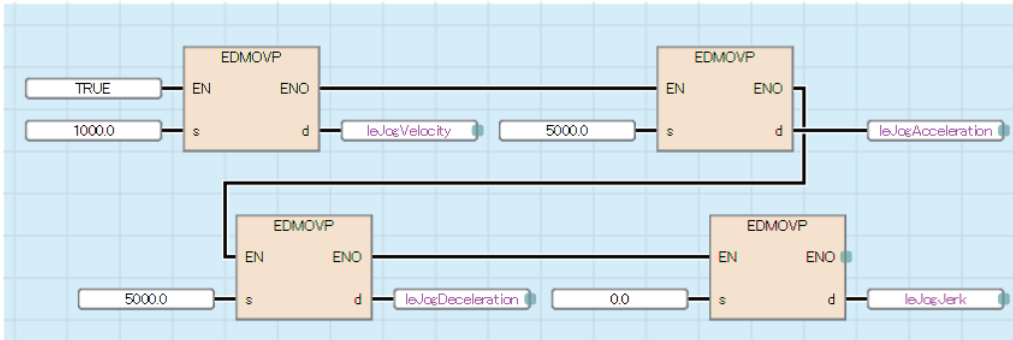 EDMOVP EDMOVP
TRUE EN ENO EN ENO
1000.0 s d leJogVelocity 5000.0 s d leJogAcceleration
EDMOVP EDMOVP
EN ENO EN ENO
5000.0 s d leJogDeceleration 0.0 s d leJogJerk